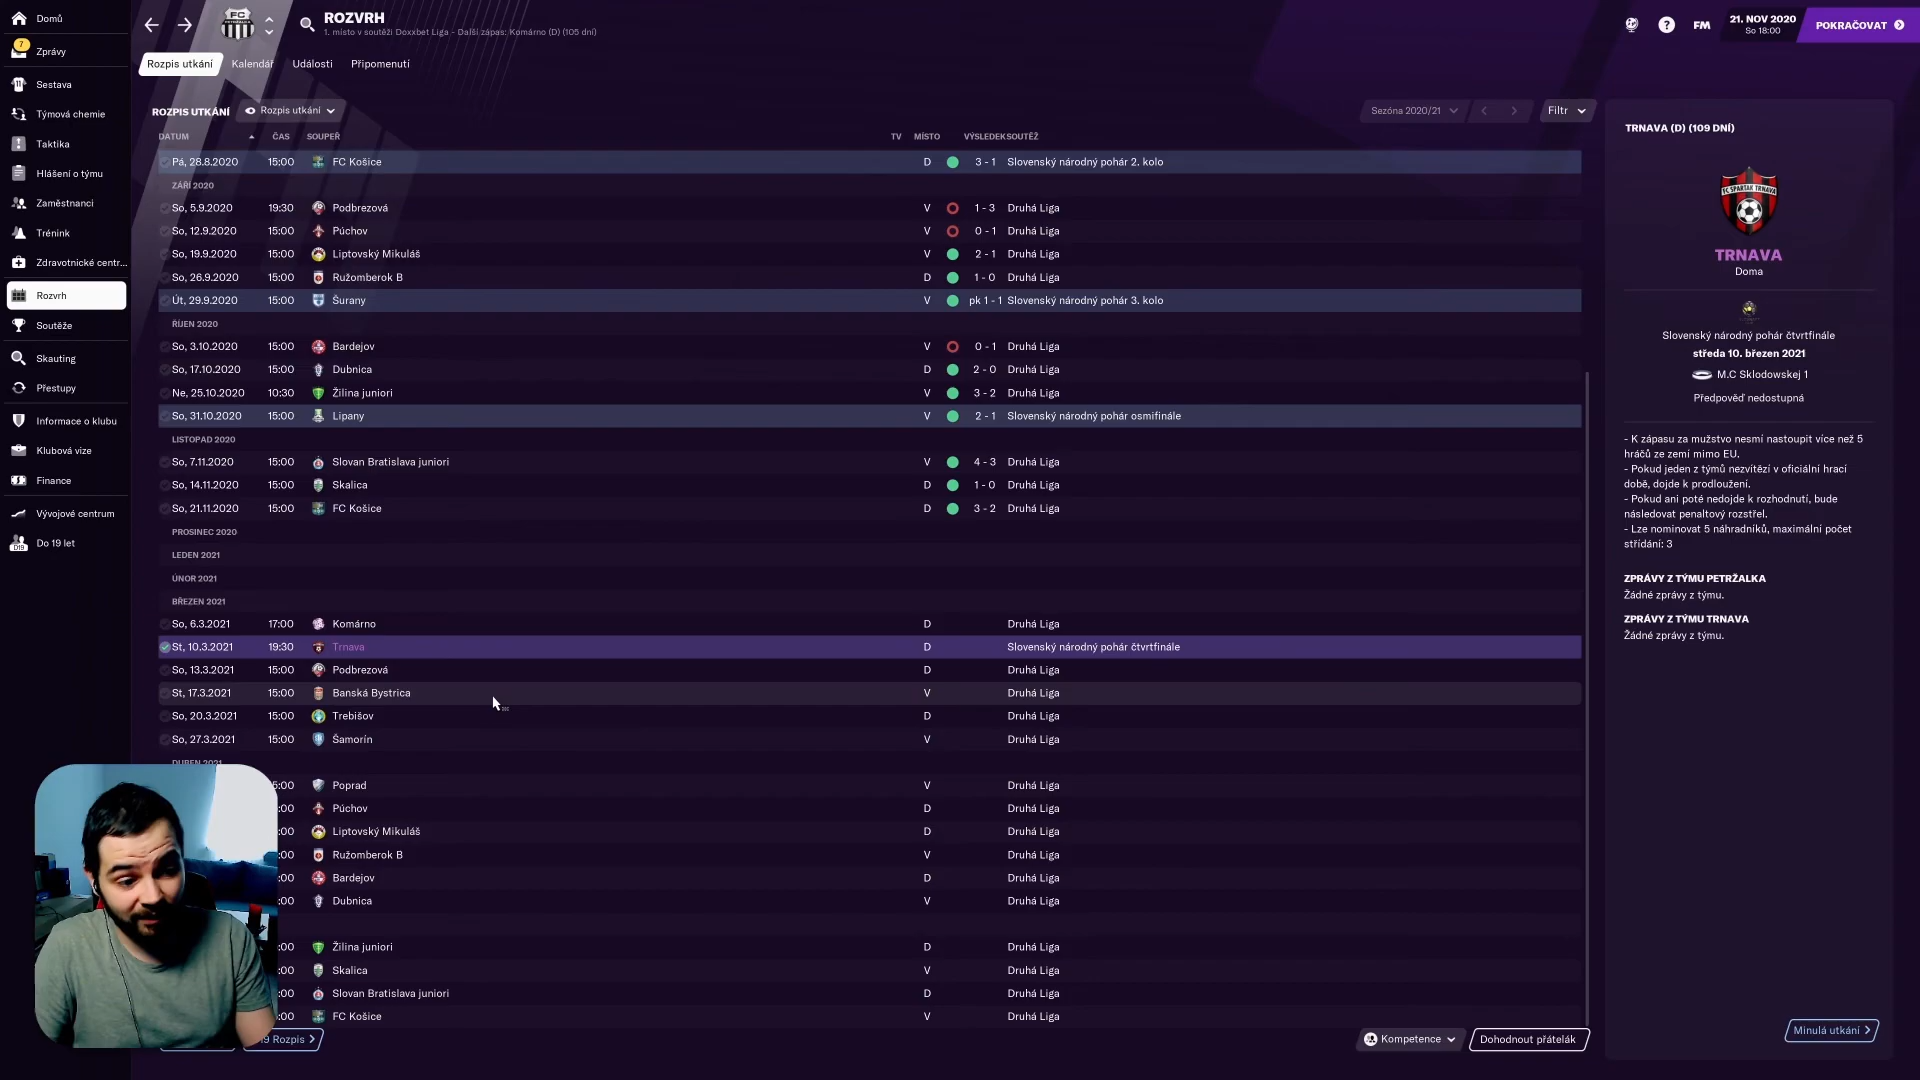 Domů
7
Zprávy
Sestava
Týmová chemie
Taktika
Hlášení o týmu
Zaměstnanci
Trénink
Zdravotnické centr...
Rozvrh
Soutěže
Skauting
Přestupy
Informace o klubu
Klubová vize
Finance
Vývojové centrum
Do 19 let
ROZVRH
1. místo v soutěži Doxxbet Liga - Další zápas: Komárno (D) (105 dní)
FM
21. NOV 2020
So 18:00
POKRAČOVAT
Rozpis utkání Kalendář Události Připomenutí
ROZPIS UTKÁNÍ Rozpis utkání
Sezóna 2020/21
Filtr
DATUM ČAS SOUPEŘ TV MÍSTO VÝSLEDEK SOUTĚŽ
Pá, 28.8.2020 15:00 FC Košice D 3 - 1 Slovenský národný pohár 2. kolo
ZÁŘÍ 2020
So, 5.9.2020 19:30 Podbrezová V 1 - 3 Druhá Liga
So, 12.9.2020 15:00 Púchov V 0 - 1 Druhá Liga
So, 19.9.2020 15:00 Liptovský Mikuláš V 2 - 1 Druhá Liga
So, 26.9.2020 15:00 Ružomberok B D 1 - 0 Druhá Liga
Út, 29.9.2020 15:00 Šurany V pk 1 - 1 Slovenský národný pohár 3. kolo
ŘÍJEN 2020
So, 3.10.2020 15:00 Bardejov V 0 - 1 Druhá Liga
So, 17.10.2020 15:00 Dubnica D 2 - 0 Druhá Liga
Ne, 25.10.2020 10:30 Žilina juniori V 3 - 2 Druhá Liga
So, 31.10.2020 15:00 Lipany V 2 - 1 Slovenský národný pohár osmifinále
LISTOPAD 2020
So, 7.11.2020 15:00 Slovan Bratislava juniori V 4 - 3 Druhá Liga
So, 14.11.2020 15:00 Skalica D 1 - 0 Druhá Liga
So, 21.11.2020 15:00 FC Košice D 3 - 2 Druhá Liga
PROSINEC 2020
LEDEN 2021
ÚNOR 2021
BŘEZEN 2021
So, 6.3.2021 17:00 Komárno D Druhá Liga
St, 10.3.2021 19:30 Trnava D Slovenský národný pohár čtvrtfinále
So, 13.3.2021 15:00 Podbrezová D Druhá Liga
St, 17.3.2021 15:00 Banská Bystrica V Druhá Liga
So, 20.3.2021 15:00 Trebišov D Druhá Liga
So, 27.3.2021 15:00 Šamorín V Druhá Liga
DUBEN 2021
5:00 Poprad V Druhá Liga
:00 Púchov D Druhá Liga
:00 Liptovský Mikuláš D Druhá Liga
:00 Ružomberok B V Druhá Liga
:00 Bardejov D Druhá Liga
:00 Dubnica V Druhá Liga
:00 Žilina juniori D Druhá Liga
:00 Skalica V Druhá Liga
:00 Slovan Bratislava juniori D Druhá Liga
:00 FC Košice V Druhá Liga
19 Rozpis
Kompetence
Dohodnout přátelák
TRNAVA (D) (109 DNÍ)
FC SPARTAK TRNAVA
TRNAVA
Doma
Slovenský národný pohár čtvrtfinále
středa 10. březen 2021
M.C Sklodowskej 1
Předpověď nedostupná
- K zápasu za mužstvo nesmí nastoupit více než 5
hráčů ze zemí mimo EU.
- Pokud jeden z týmů nezvítězí v oficiální hrací
době, dojde k prodloužení.
- Pokud ani poté nedojde k rozhodnutí, bude
následovat penaltový rozstřel.
- Lze nominovat 5 náhradníků, maximální počet
střídání: 3
ZPRÁVY Z TÝMU PETRŽALKA
Žádné zprávy z týmu.
ZPRÁVY Z TÝMU TRNAVA
Žádné zprávy z týmu.
Minulá utkání